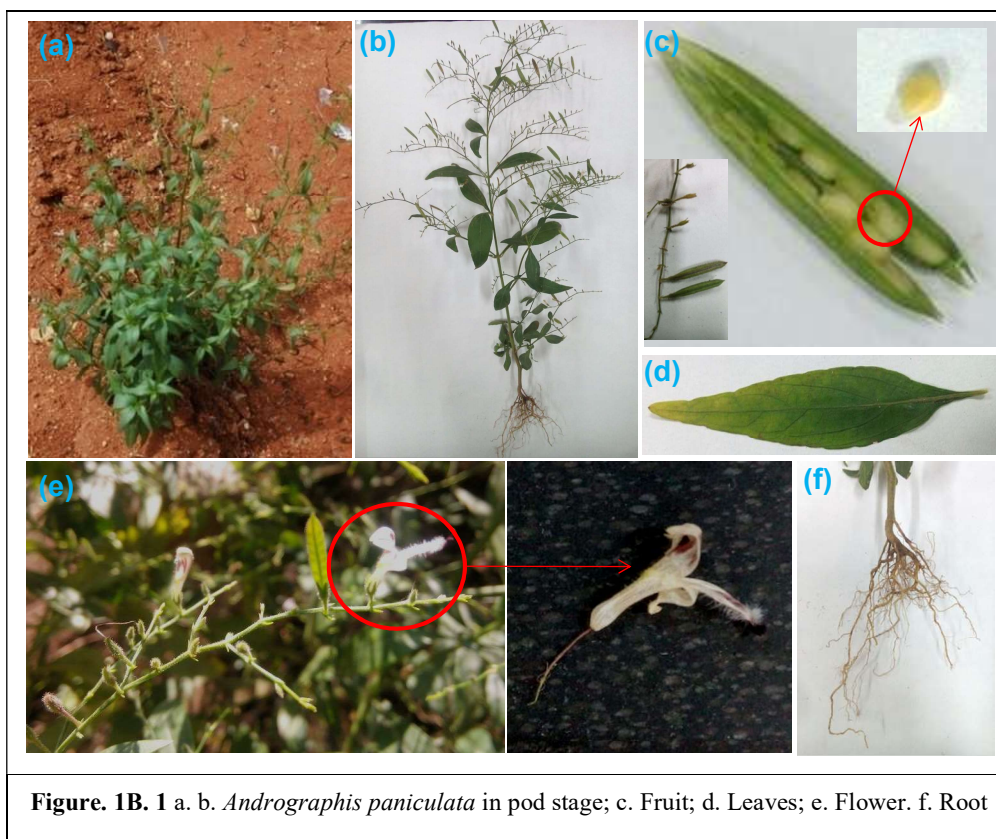 (a)
(b)
(c)
(d)
(e)
(f)
Figure. 1B. 1 a. b. Andrographis paniculata in pod stage; c. Fruit; d. Leaves; e. Flower. f. Root